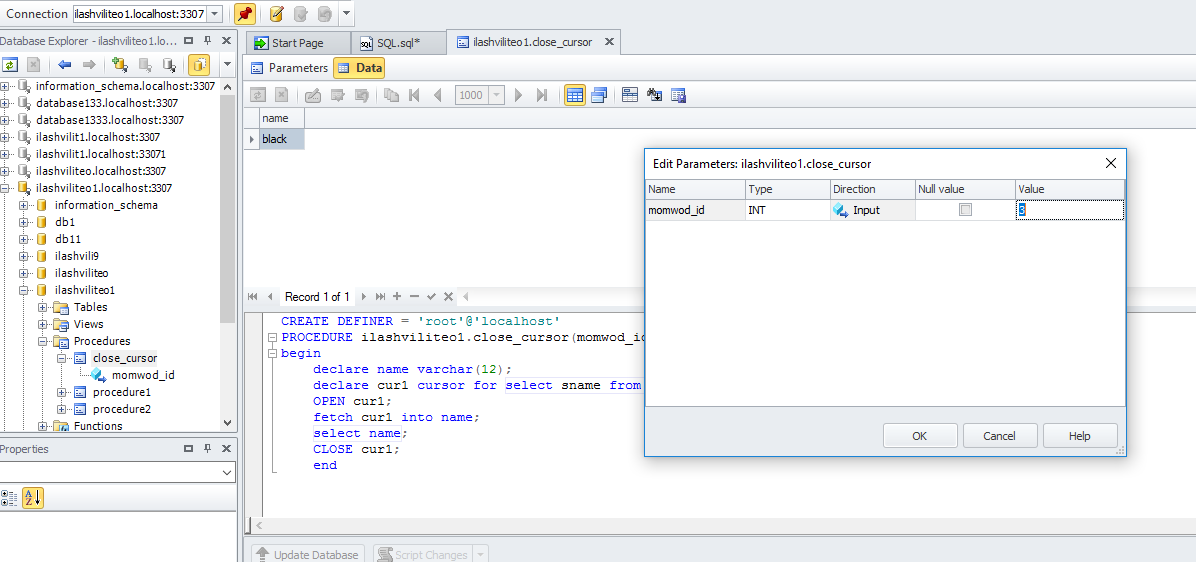 Connection ilashviliteo1.localhost:3307
Database Explorer - ilashviliteo1.lo...
information_schema.localhost:3307
database133.localhost:3307
database1333.localhost:3307
ilashvilit1.localhost:3307
ilashvilit1.localhost:33071
ilashviliteo.localhost:3307
ilashviliteo1.localhost:3307
information_schema
db1
db11
ilashvili9
ilashviliteo
ilashviliteo1
Tables
Views
Procedures
close_cursor
momwod_id
procedure1
procedure2
Functions
Properties
Start Page SQL.sql* ilashviliteo1.close_cursor
Parameters Data
1000
name
black
Record 1 of 1
CREATE DEFINER = 'root'@'localhost'
PROCEDURE ilashviliteo1.close_cursor(momwod_id
begin
declare name varchar(12);
declare cur1 cursor for select sname from
OPEN cur1;
fetch cur1 into name;
select name;
CLOSE cur1;
end
Update Database Script Changes
Edit Parameters: ilashviliteo1.close_cursor
Name Type Direction Null value Value
momwod_id INT Input 3
OK Cancel Help